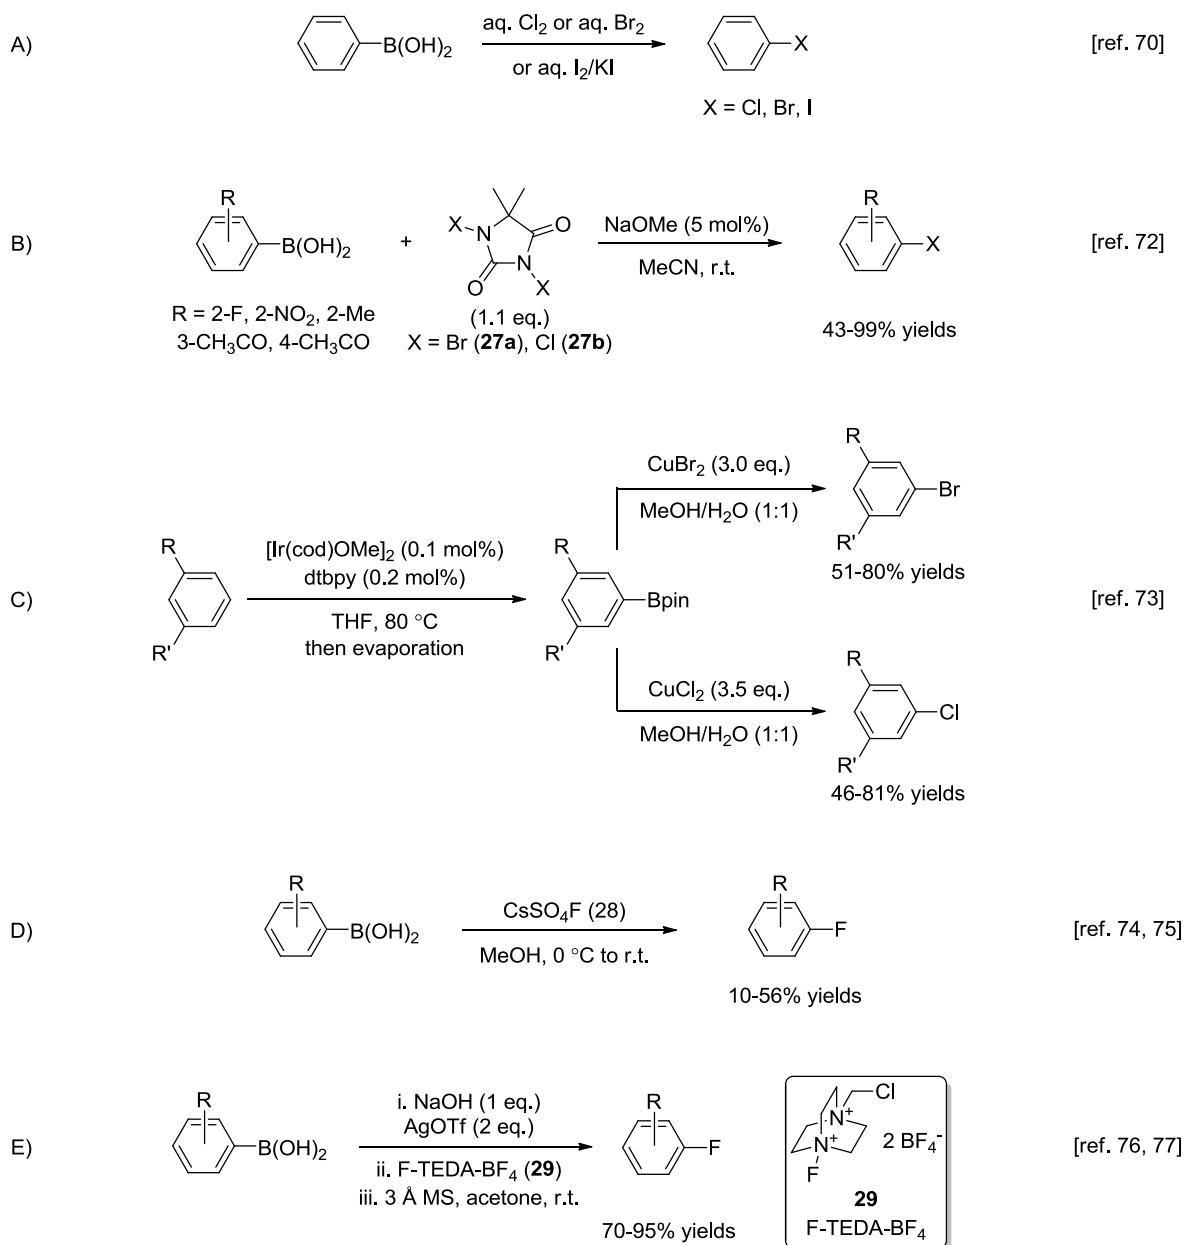 A)
B(OH)2
aq. Cl2 or aq. Br2
or aq. I2/KI
X
X = Cl, Br, I
[ref. 70]
B)
R
B(OH)2
R = 2-F, 2-NO2, 2-Me
3-CH3CO, 4-CH3CO
+
X
N
O
O
N
X
(1.1 eq.)
X = Br (27a), Cl (27b)
NaOMe (5 mol%)
MeCN, r.t.
R
X
43-99% yields
[ref. 72]
C)
R
R'
[Ir(cod)OMe]2 (0.1 mol%)
dtbpy (0.2 mol%)
THF, 80 °C
then evaporation
R
Bpin
R'
CuBr2 (3.0 eq.)
MeOH/H2O (1:1)
R
Br
R'
51-80% yields
CuCl2 (3.5 eq.)
MeOH/H2O (1:1)
R
Cl
R'
46-81% yields
[ref. 73]
D)
R
B(OH)2
CsSO4F (28)
MeOH, 0 °C to r.t.
R
F
10-56% yields
[ref. 74, 75]
E)
R
B(OH)2
i. NaOH (1 eq.)
AgOTf (2 eq.)
ii. F-TEDA-BF4 (29)
iii. 3 Å MS, acetone, r.t.
R
F
70-95% yields
Cl
N+
N+
F
2 BF4-
29
F-TEDA-BF4
[ref. 76, 77]